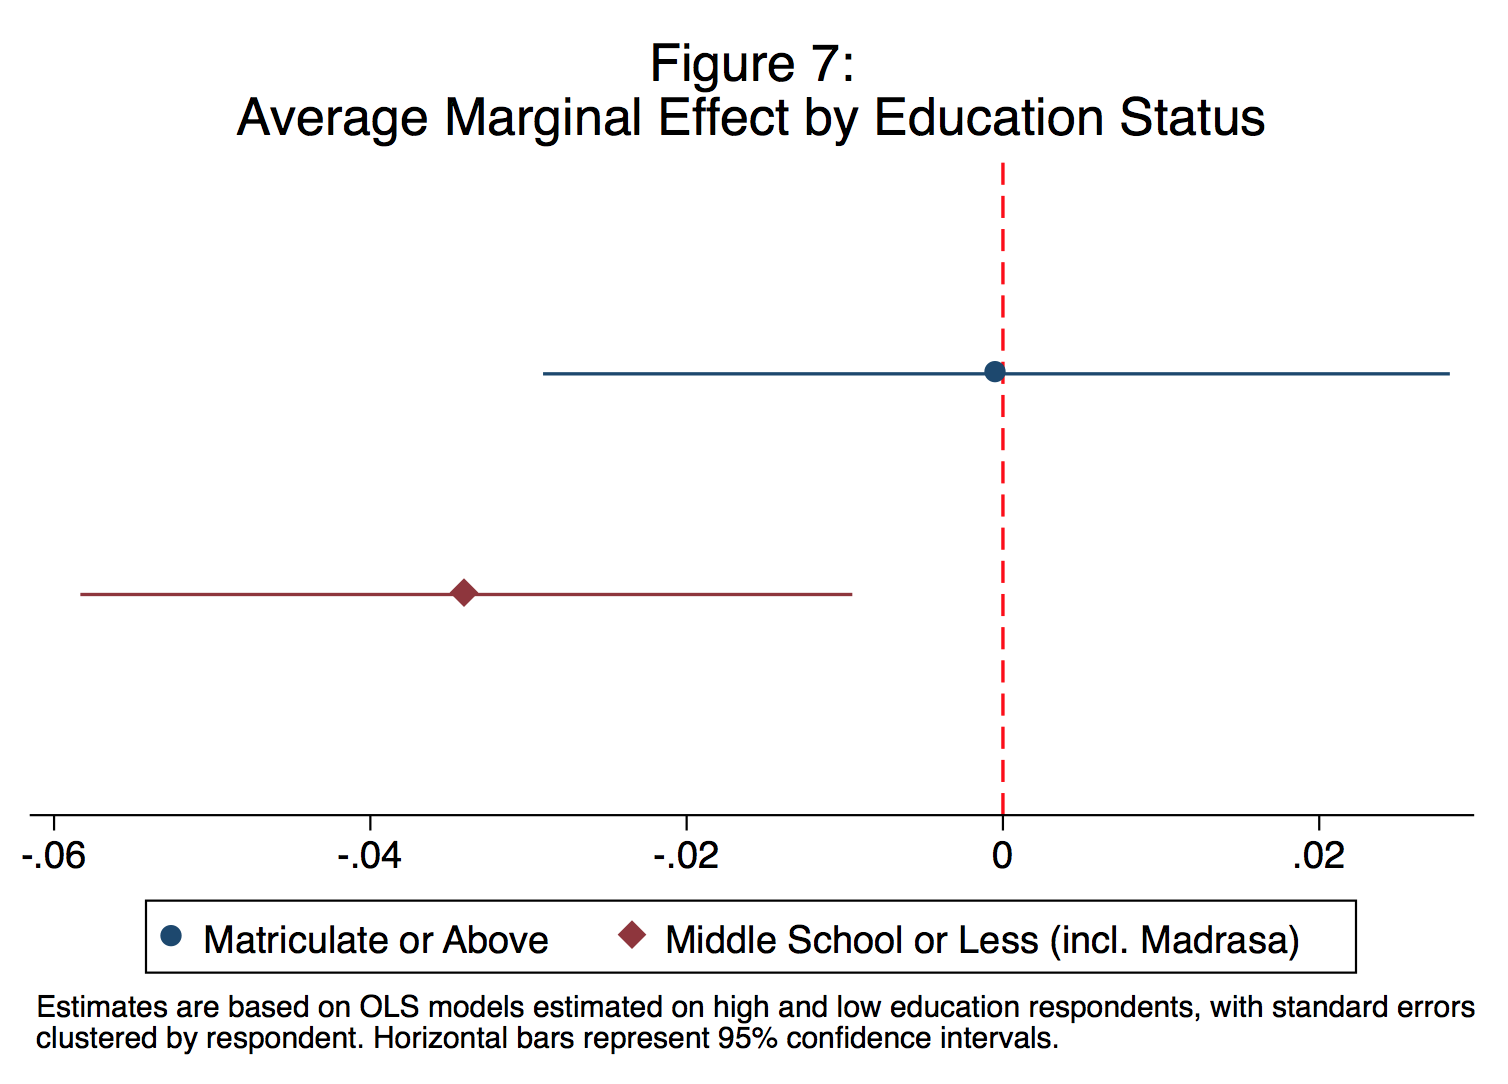 Figure 7:
Average Marginal Effect by Education Status
-.06 -.04 -.02 0 .02
Matriculate or Above Middle School or Less (incl. Madrasa)
Estimates are based on OLS models estimated on high and low education respondents, with standard errors
clustered by respondent. Horizontal bars represent 95% confidence intervals.